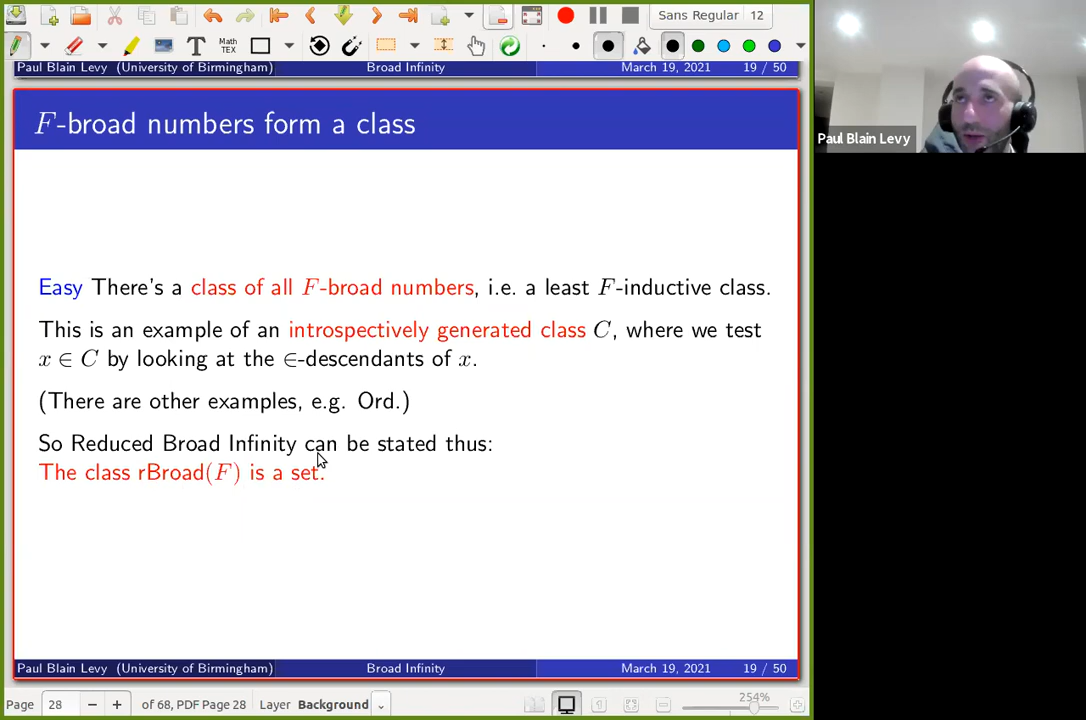 Sans Regular 12
Math
TEX
Paul Blain Levy (University of Birmingham) Broad Infinity March 19, 2021 19 / 50
F-broad numbers form a class
Paul Blain Levy
Easy There's a class of all F-broad numbers, i.e. a least F-inductive class.
This is an example of an introspectively generated class C, where we test
x ∈ C by looking at the ∈-descendants of x.
(There are other examples, e.g. Ord.)
So Reduced Broad Infinity can be stated thus:
The class rBroad(F) is a set.
Paul Blain Levy (University of Birmingham) Broad Infinity March 19, 2021 19 / 50
Page 28 of 68, PDF Page 28 Layer Background 254%